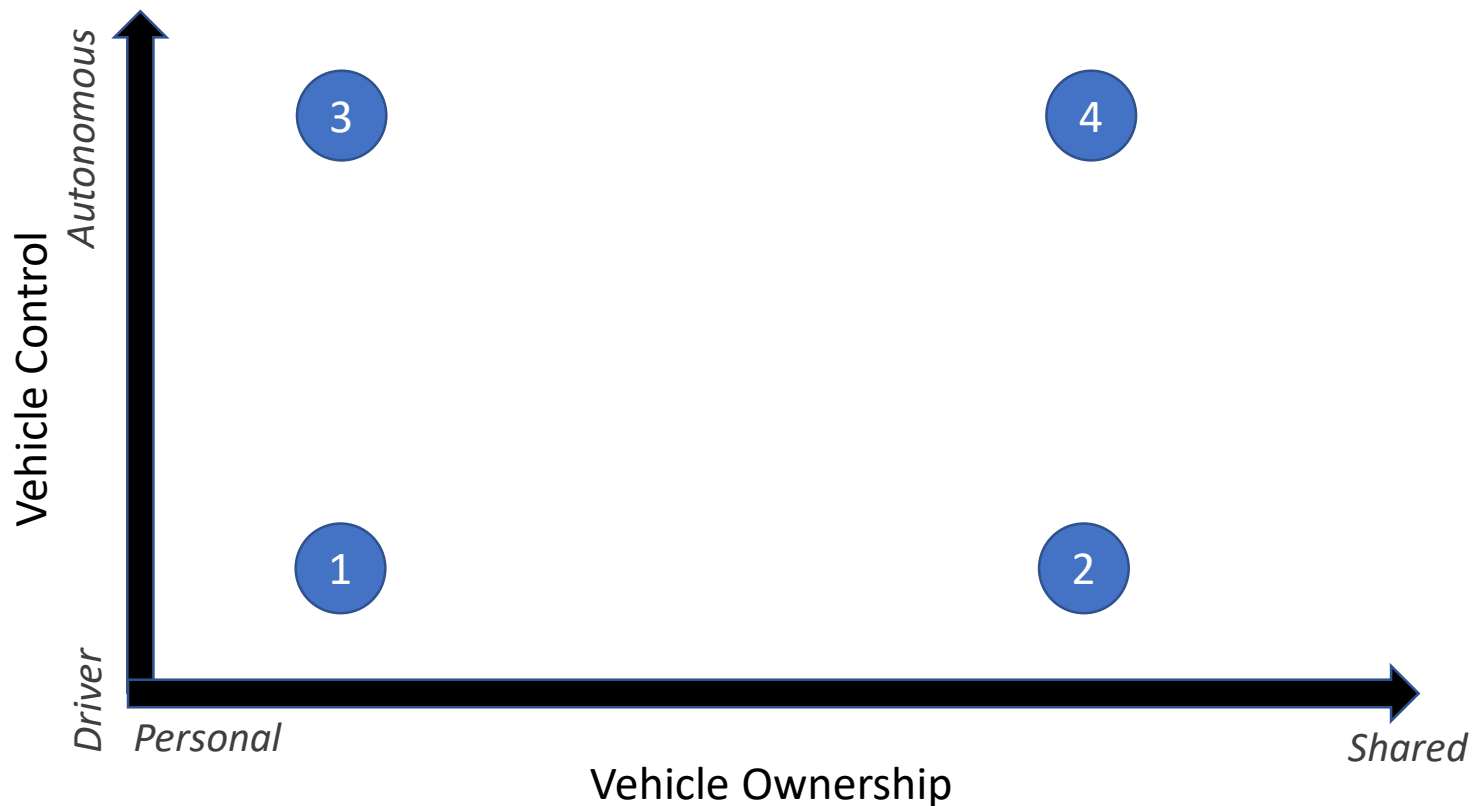 Autonomous
3
4
Vehicle Control
1
2
Driver
Personal
Shared
Vehicle Ownership